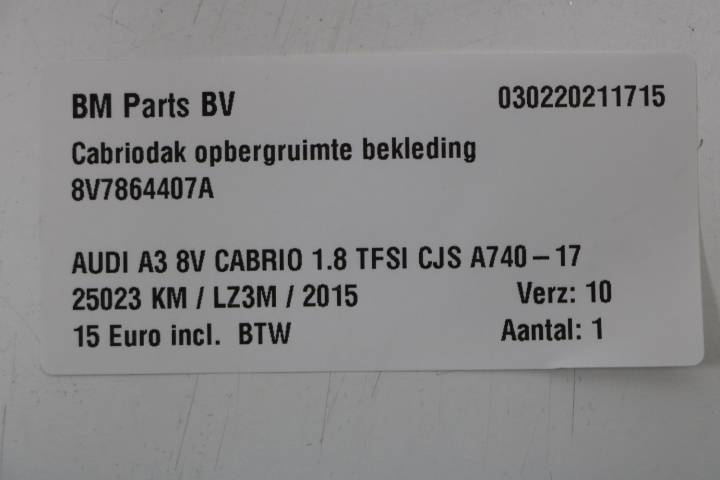 BM Parts BV 030220211715
Cabriodak opbergruimte bekleding
8V7864407A
AUDI A3 8V CABRIO 1.8 TFSI CJS A740-17
25023 KM / LZ3M / 2015 Verz: 10
15 Euro incl. BTW Aantal: 1